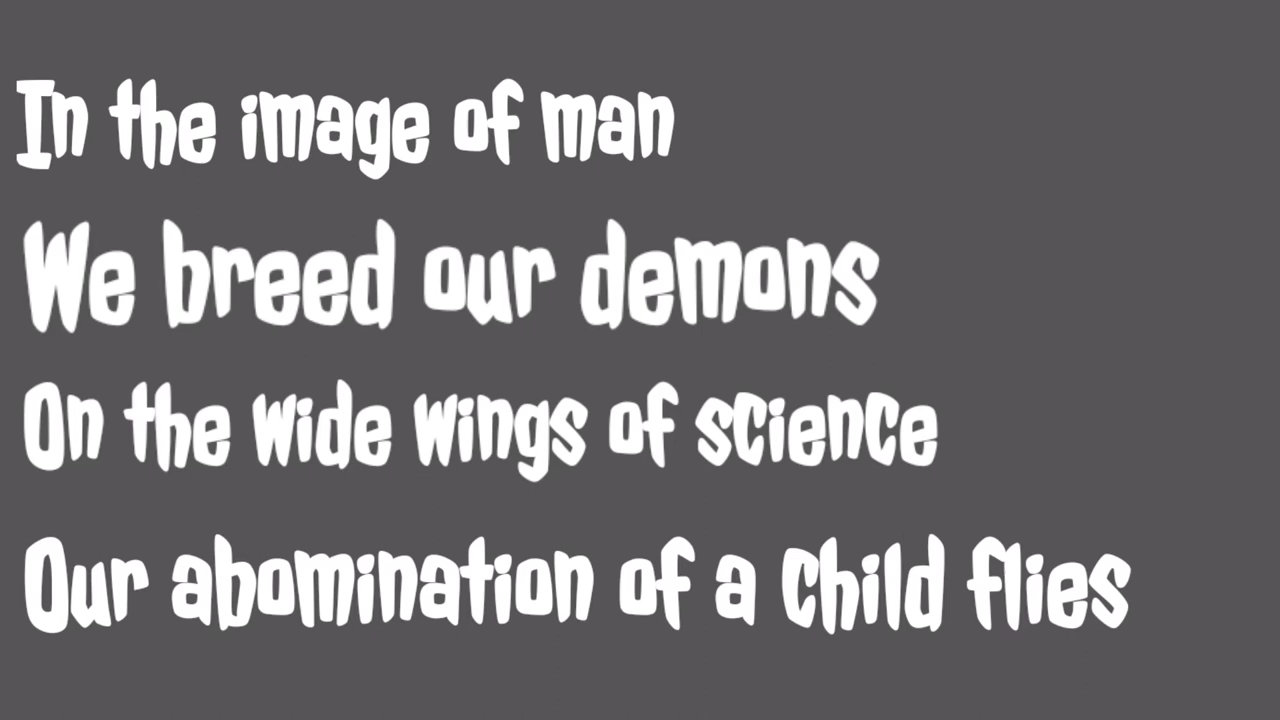 In the image of man
We breed our demons
On the wide wings of science
Our abomination of a child flies